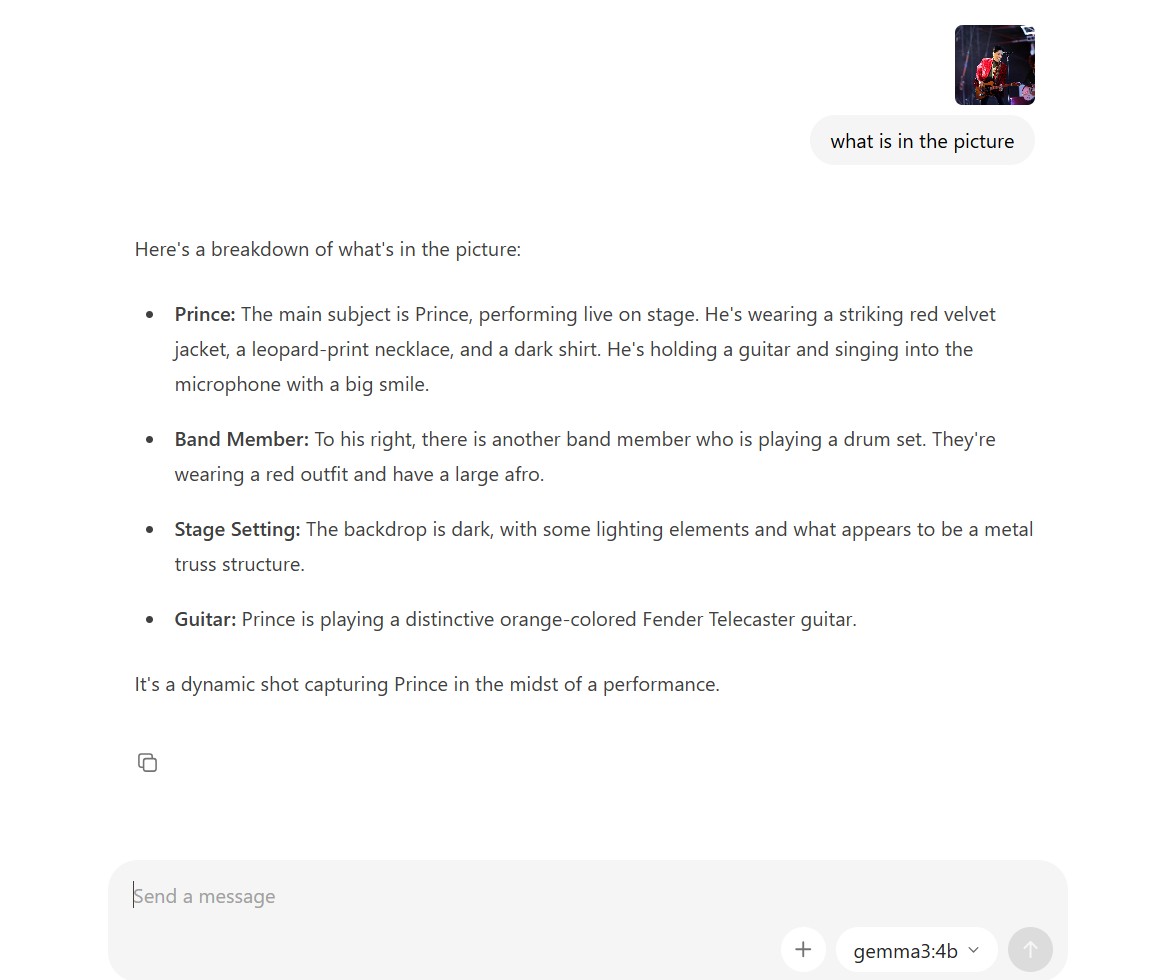 what is in the picture
Here's a breakdown of what's in the picture:
• Prince: The main subject is Prince, performing live on stage. He's wearing a striking red velvet
jacket, a leopard-print necklace, and a dark shirt. He's holding a guitar and singing into the
microphone with a big smile.
• Band Member: To his right, there is another band member who is playing a drum set. They're
wearing a red outfit and have a large afro.
• Stage Setting: The backdrop is dark, with some lighting elements and what appears to be a metal
truss structure.
• Guitar: Prince is playing a distinctive orange-colored Fender Telecaster guitar.
It's a dynamic shot capturing Prince in the midst of a performance.
Send a message
gemma3:4b